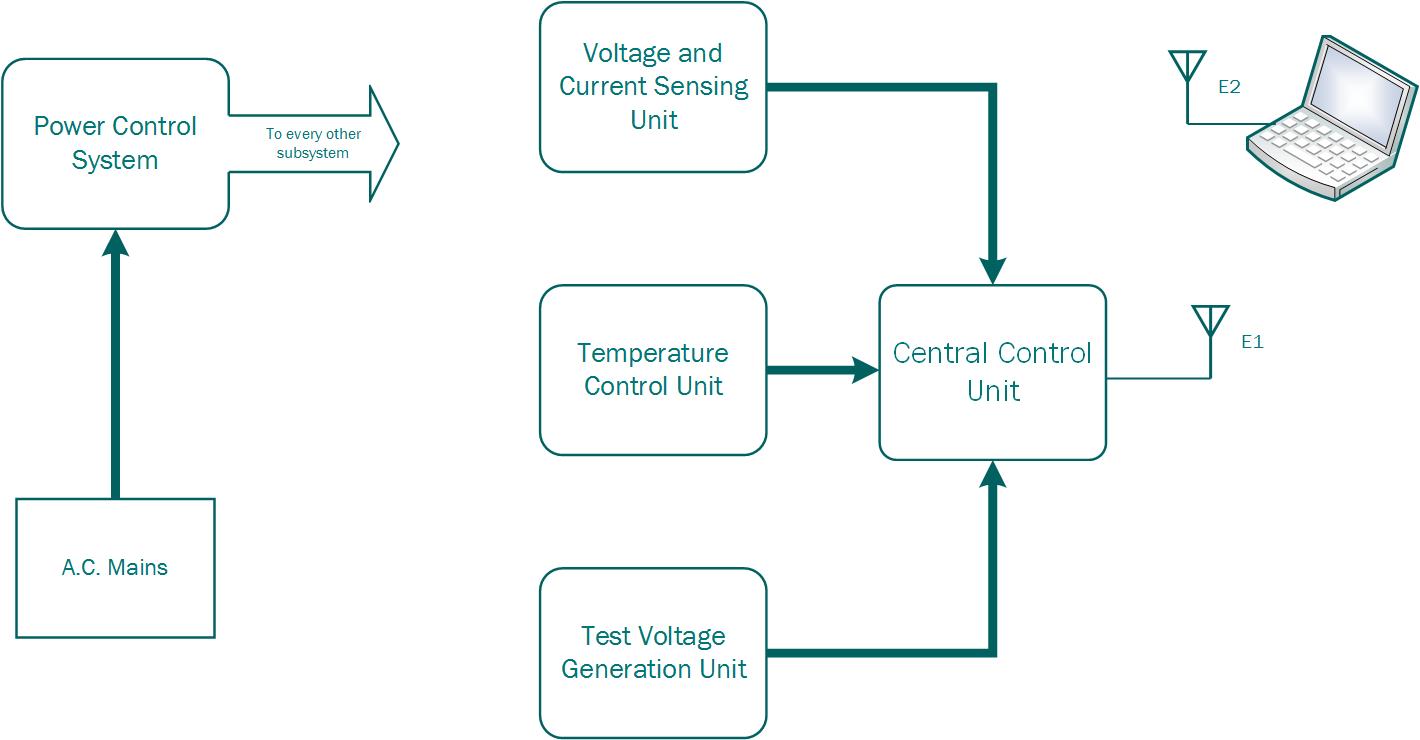 Power Control
System
To every other
subsystem
A.C. Mains
Voltage and
Current Sensing
Unit
Temperature
Control Unit
Test Voltage
Generation Unit
Central Control
Unit
E1
E2